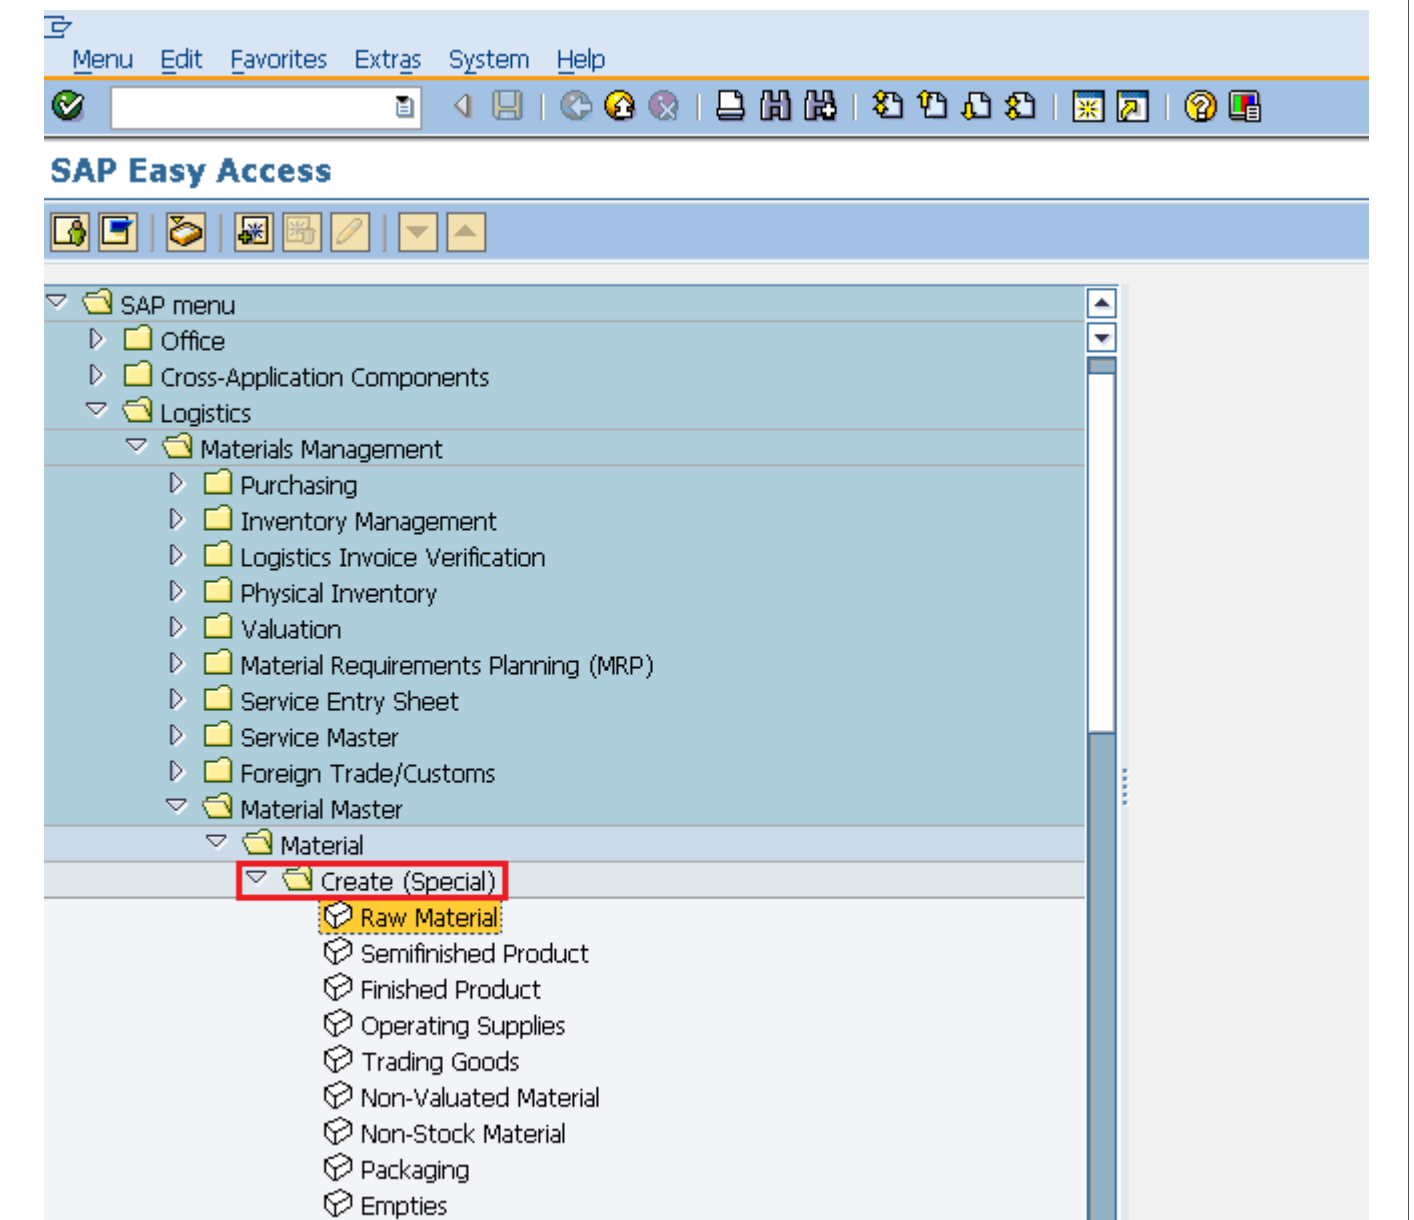 Menu Edit Favorites Extras System Help
SAP Easy Access
SAP menu
Office
Cross-Application Components
Logistics
Materials Management
Purchasing
Inventory Management
Logistics Invoice Verification
Physical Inventory
Valuation
Material Requirements Planning (MRP)
Service Entry Sheet
Service Master
Foreign Trade/Customs
Material Master
Material
Create (Special)
Raw Material
Semifinished Product
Finished Product
Operating Supplies
Trading Goods
Non-Valuated Material
Non-Stock Material
Packaging
Empties